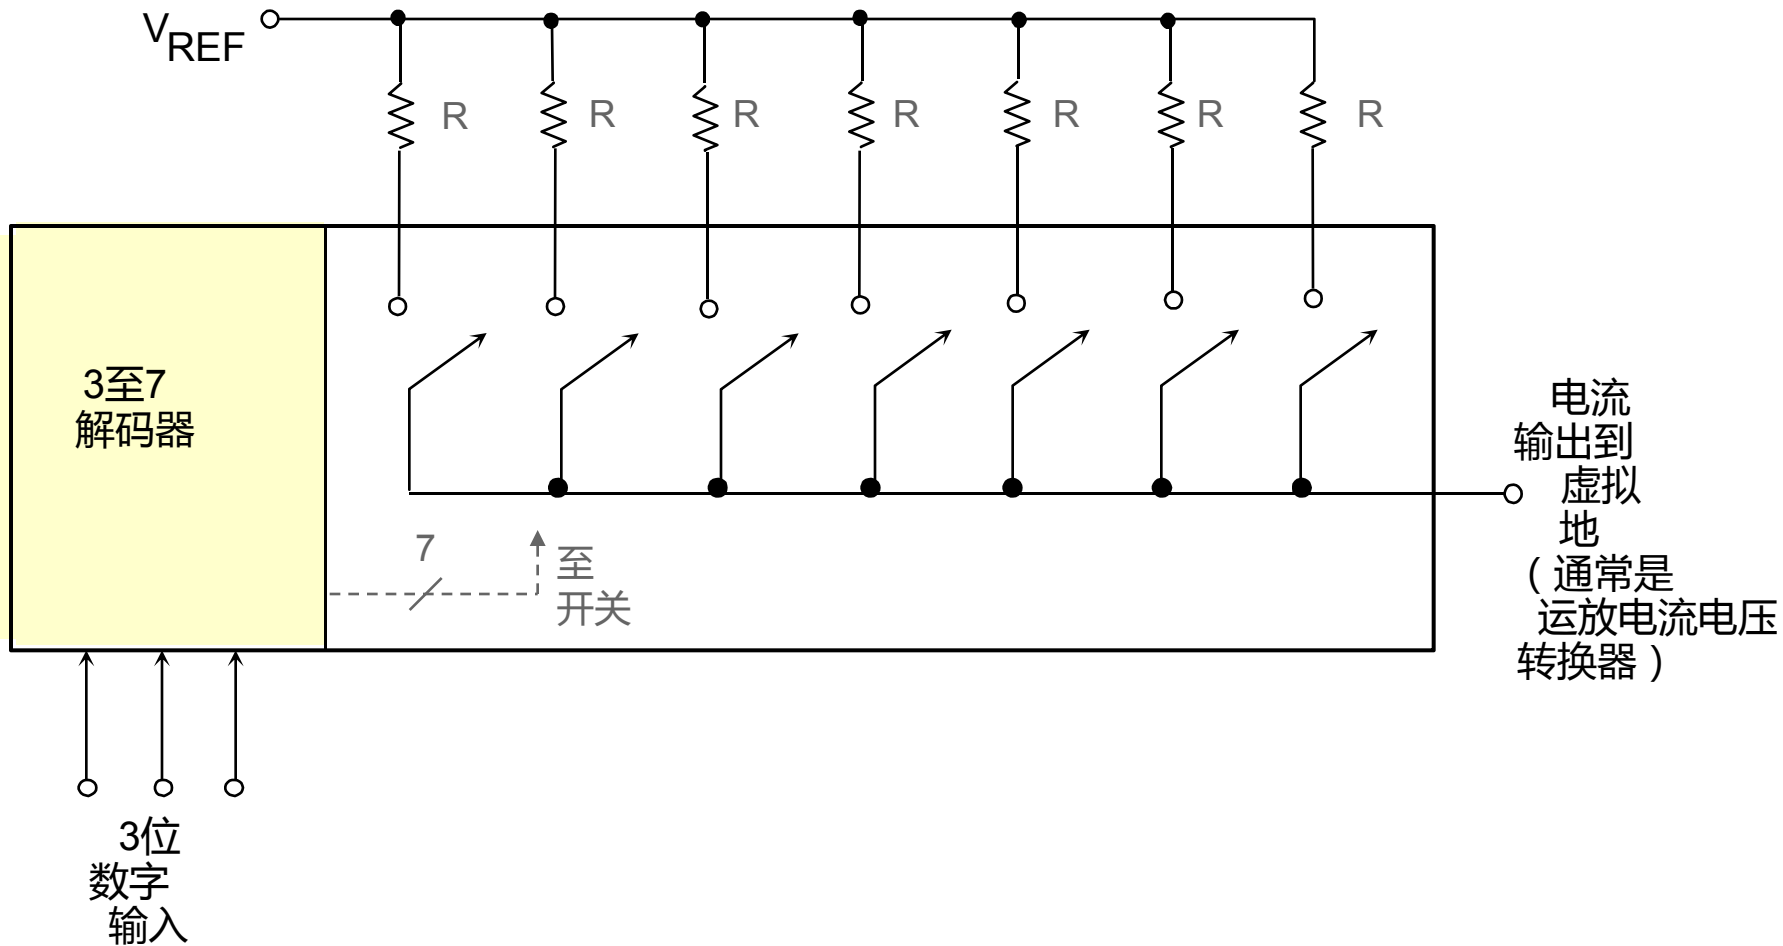 VREF
R
R
R
R
R
R
R
3至7
解码器
7
至
开关
电流
输出到
虚拟
地
（通常是
运放电流电压
转换器）
3位
数字
输入